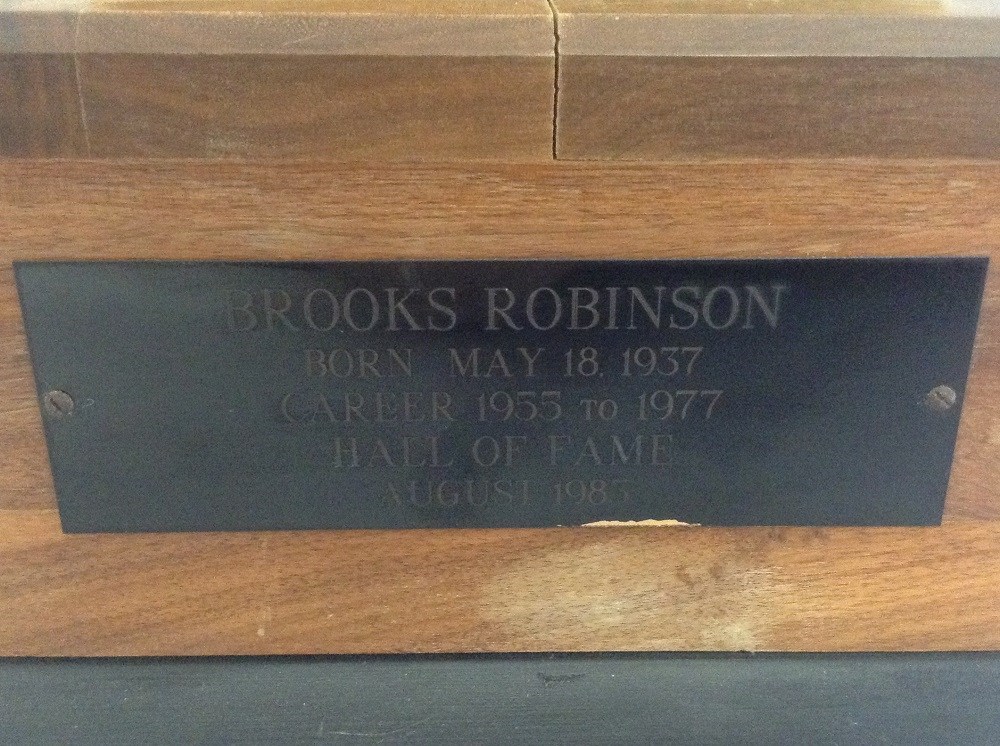 BROOKS ROBINSON
BORN MAY 18, 1937
CAREER 1955 TO 1977
HALL OF FAME
AUGUST 1983